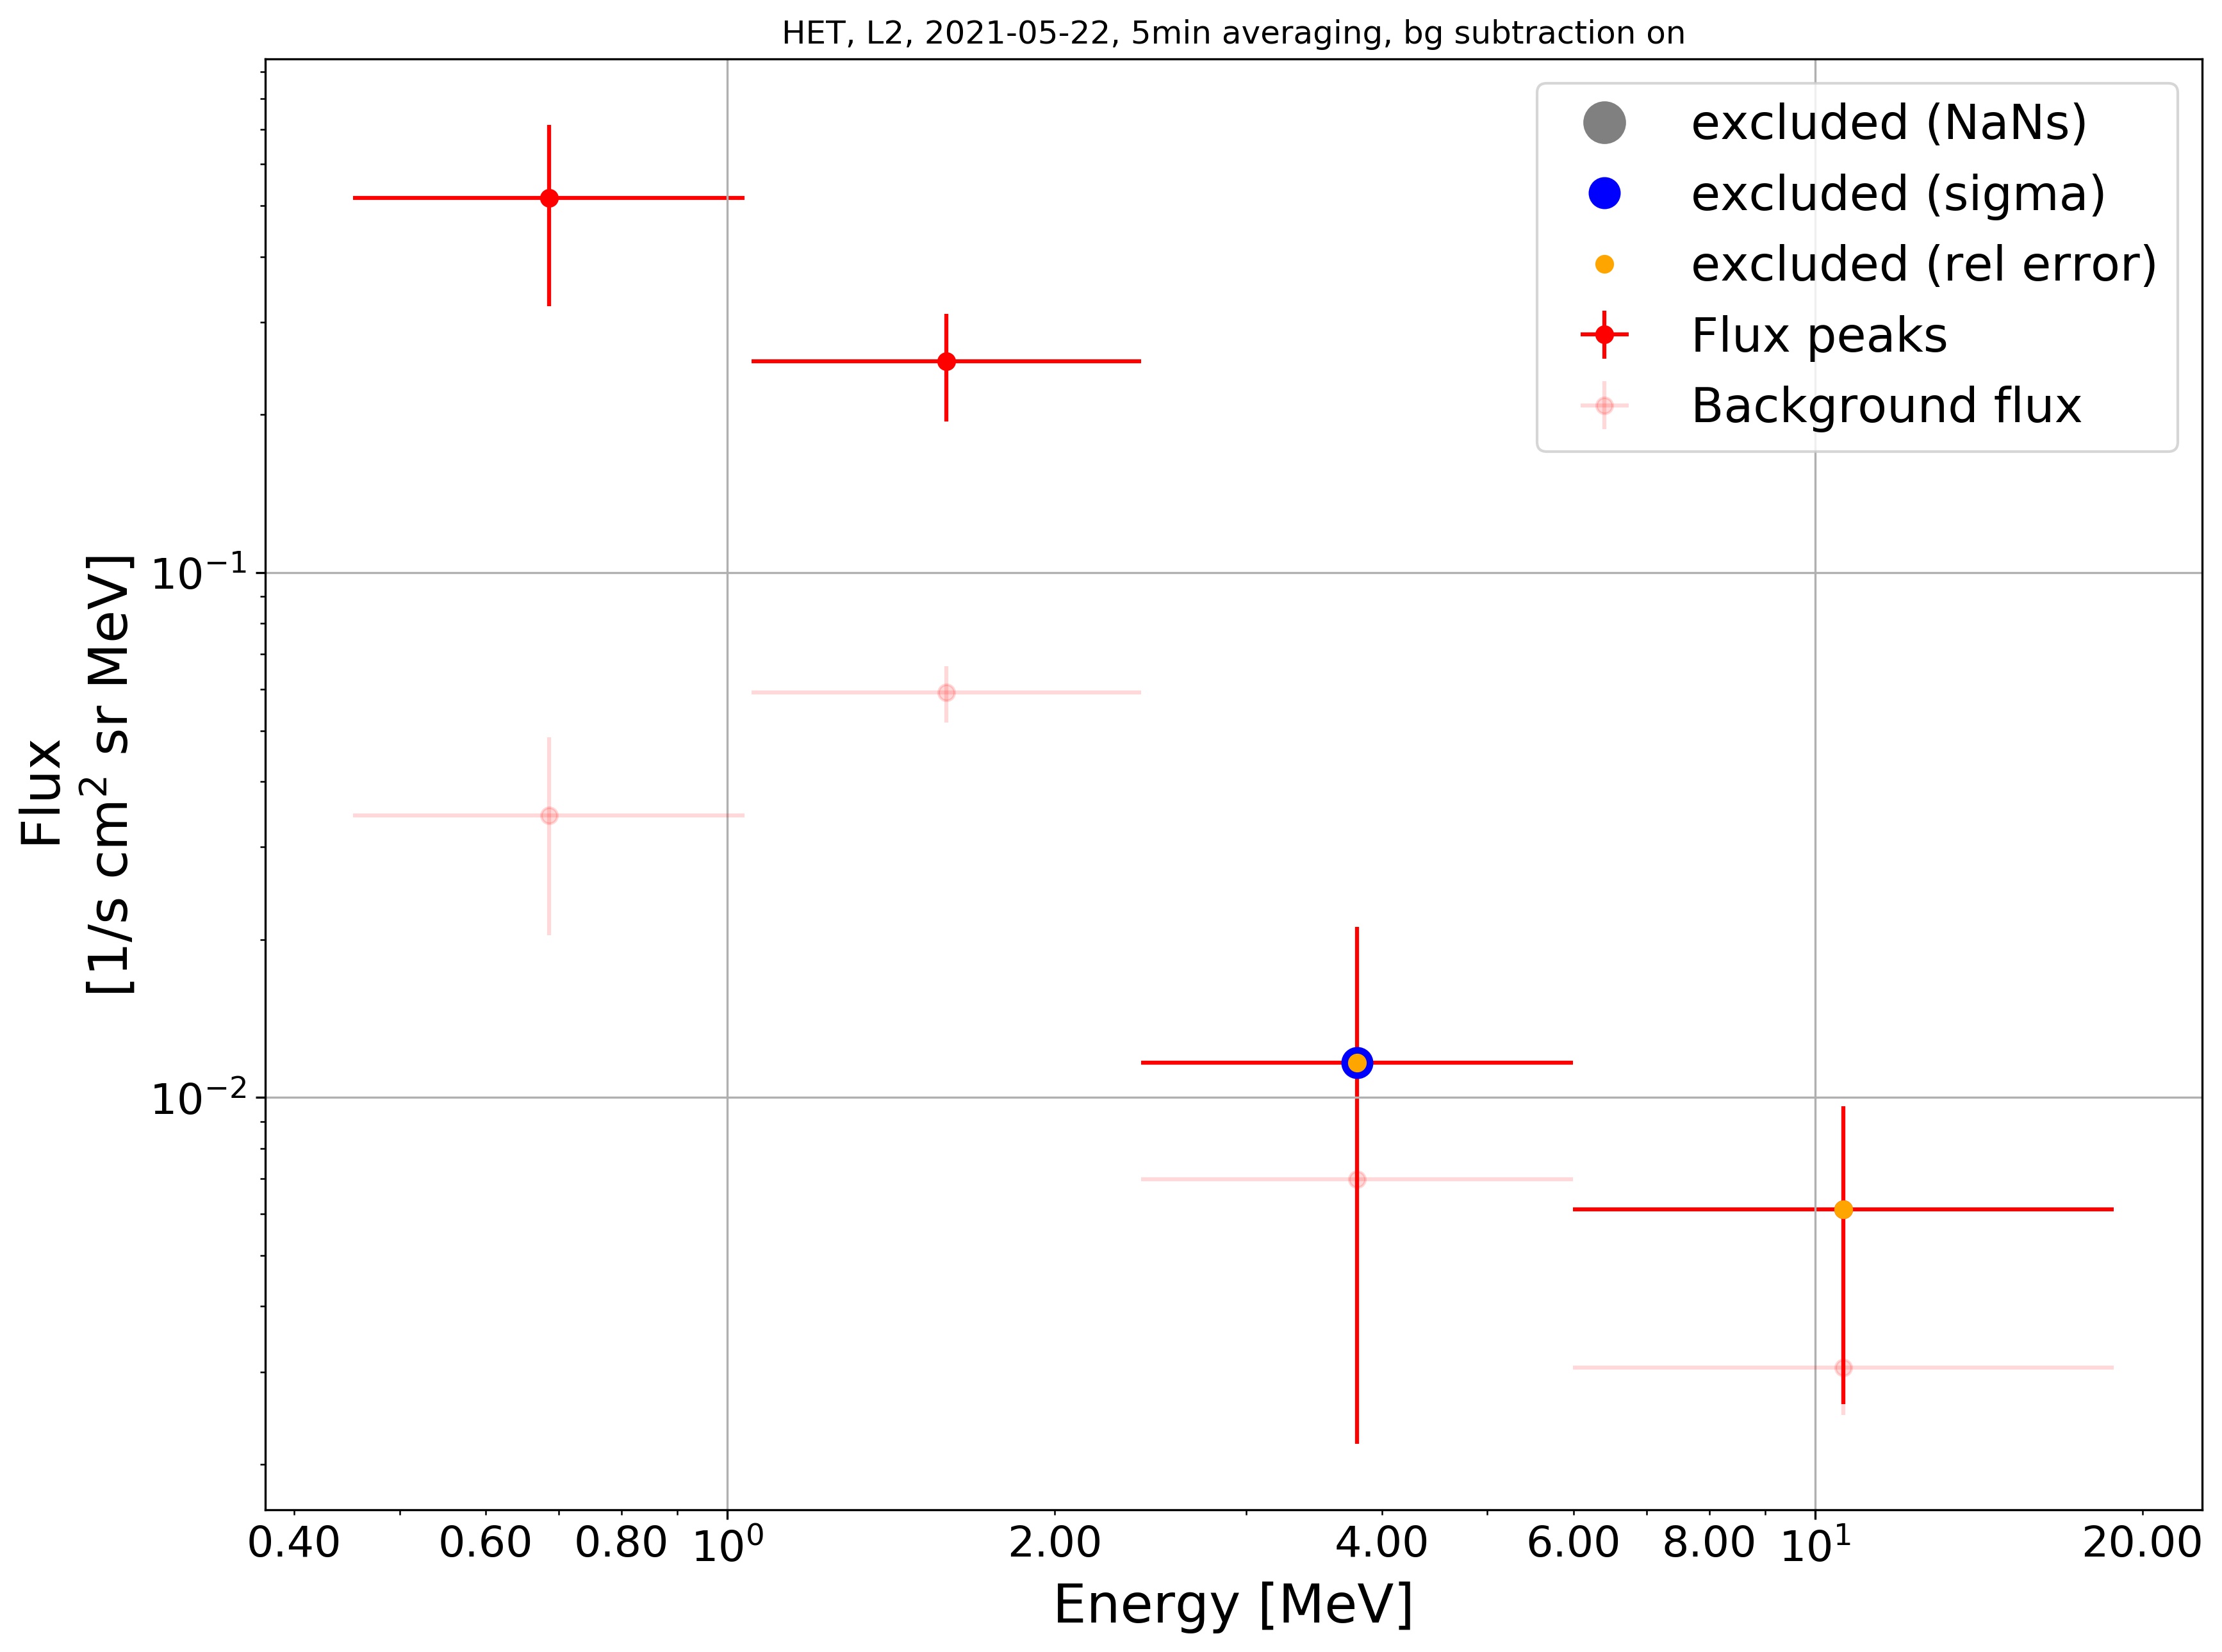 HET, L2, 2021-05-22, 5min averaging, bg subtraction on
excluded (NaNs)
excluded (sigma)
excluded (rel error)
Flux peaks
Background flux
Flux
[1/s cm² sr MeV]
10⁻¹
10⁻²
0.40 0.60 0.80 10⁰ 2.00 4.00 6.00 8.00 10¹ 20.00
Energy [MeV]